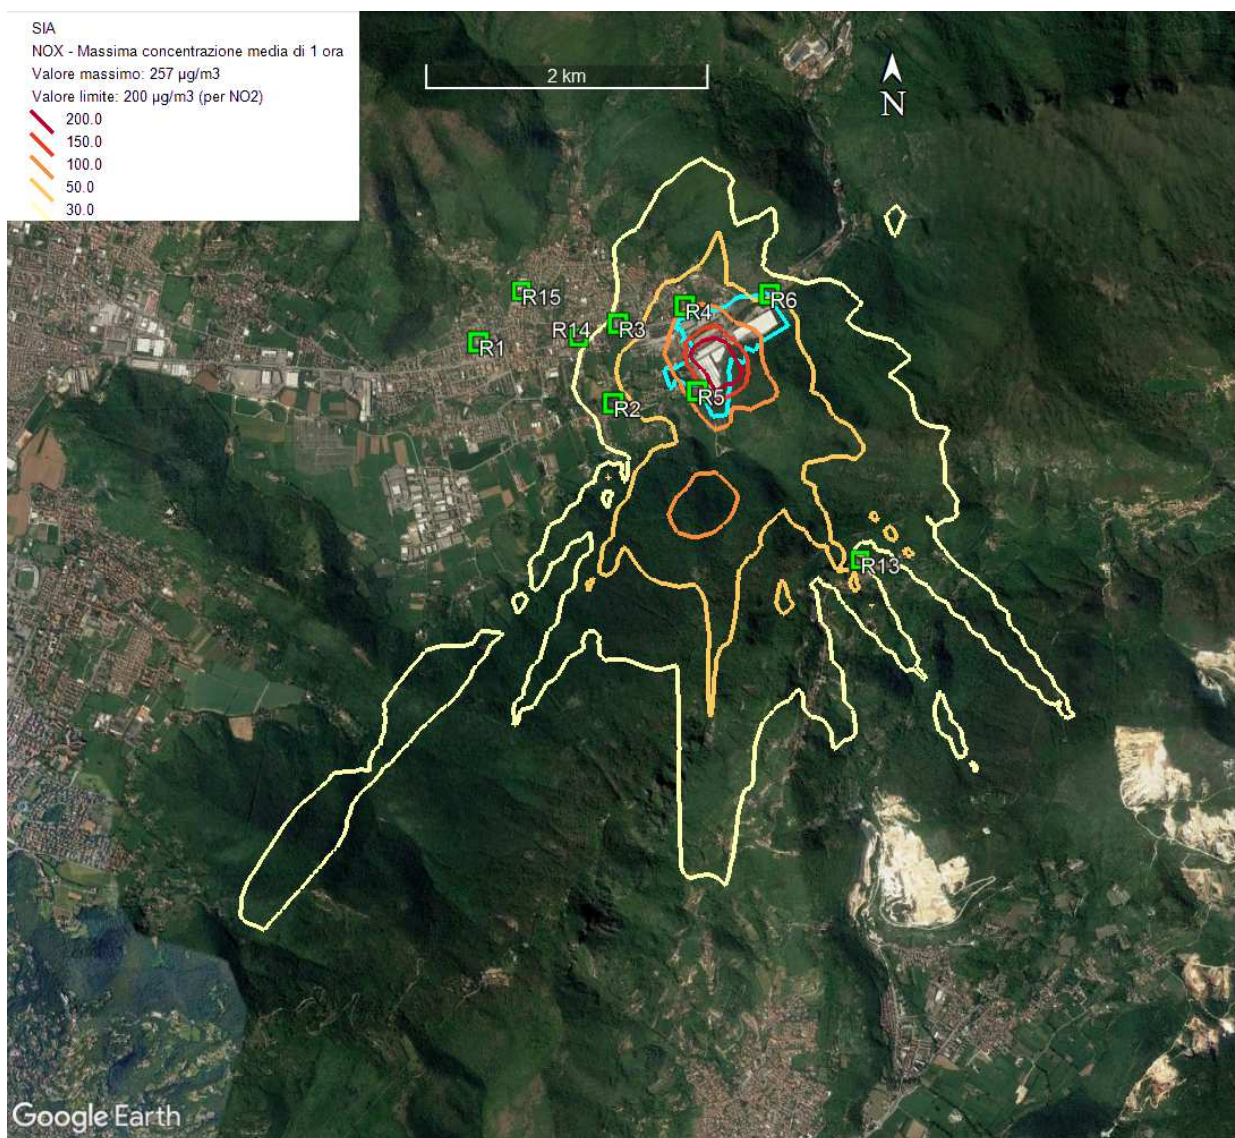 SIA
NOX - Massima concentrazione media di 1 ora
Valore massimo: 257 µg/m3
Valore limite: 200 µg/m3 (per NO2)
200.0
150.0
100.0
50.0
30.0
2 km
N
R15
R6
R4
R14
R3
R1
R5
R2
R13
Google Earth